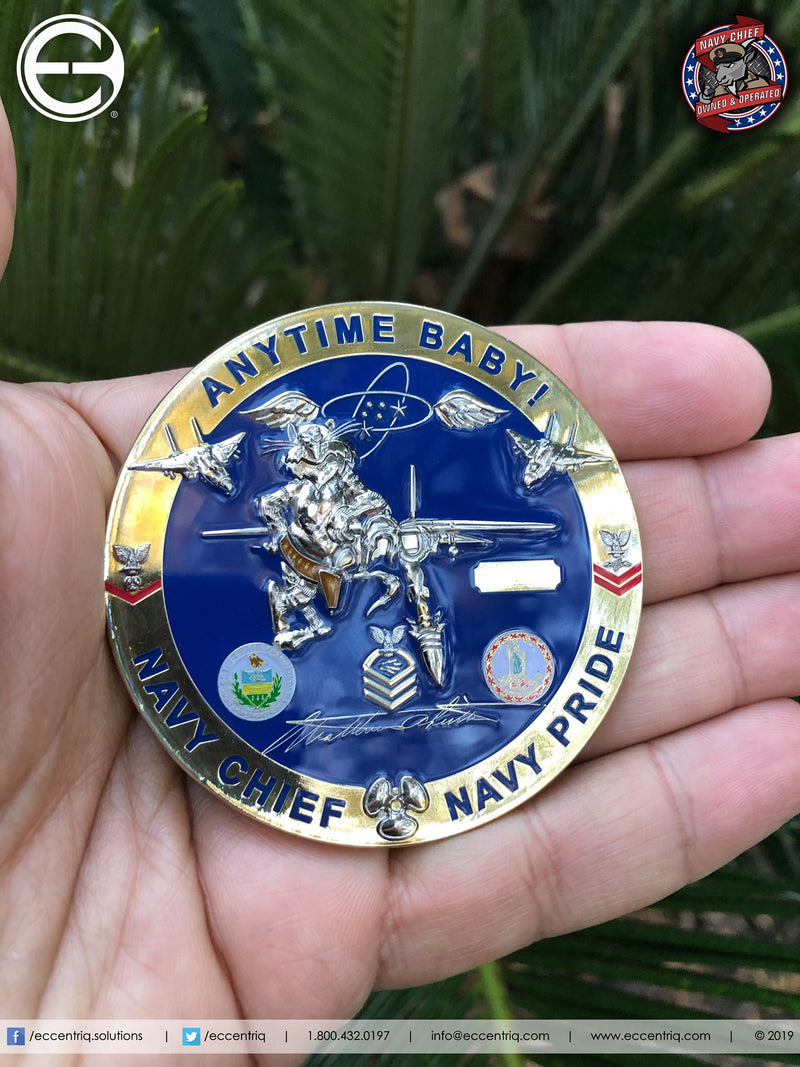 NAVY CHIEF
OWNED & OPERATED
ANYTIME BABY!
NAVY CHIEF
NAVY PRIDE
/eccentriq.solutions | /eccentriq | 1.800.432.0197 | info@eccentriq.com | www.eccentriq.com | © 2019